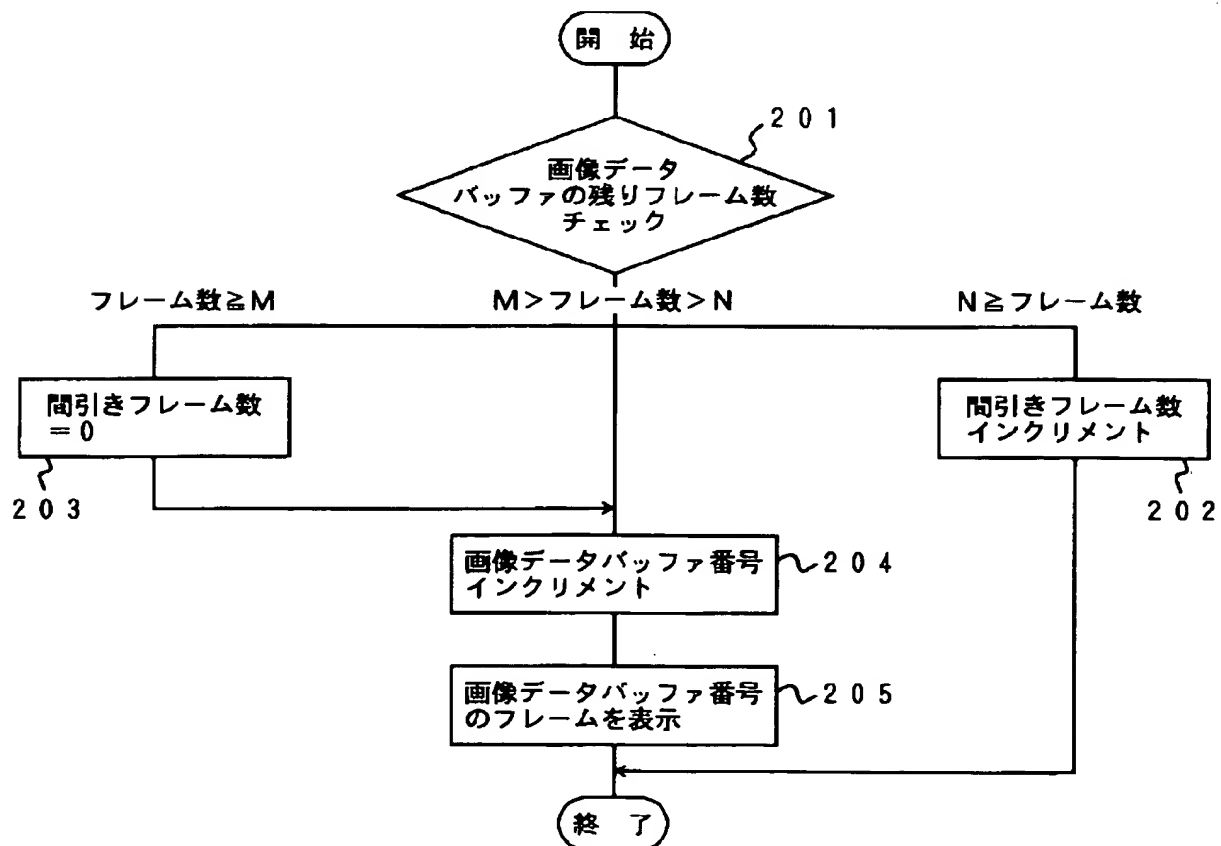 開 始
201
画像データ
バッファの残りフレーム数
チェック
フレーム数≧M
M>フレーム数>N
N≧フレーム数
間引きフレーム数
=0
203
間引きフレーム数
インクリメント
202
画像データバッファ番号
インクリメント
204
画像データバッファ番号
のフレームを表示
205
終 了